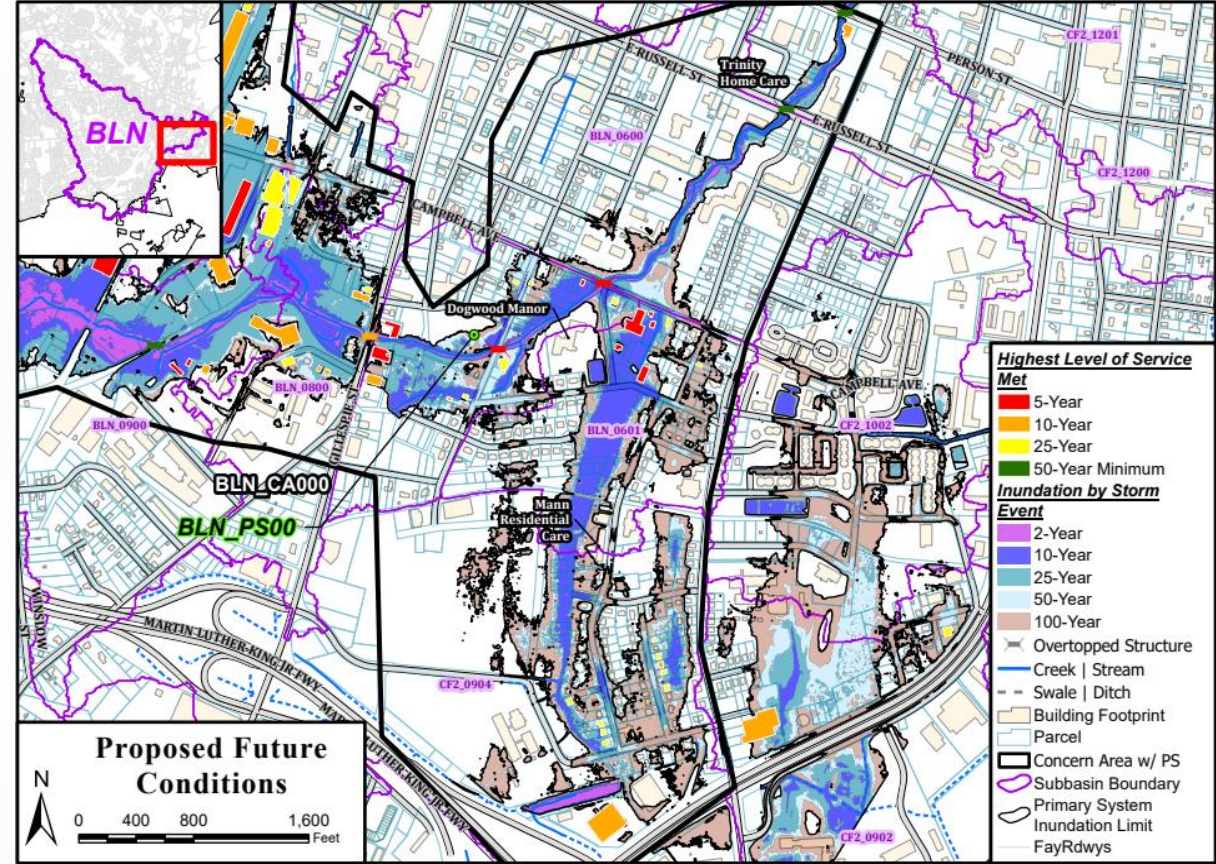 BLN
E-RUSSELL-ST
PERSON-ST
CF2_1201
Trinity
Home Care
E-RUSSELL-ST
BLN_0600
CF2_1200
CAMPBELL AVE
Dogwood Manor
BLN_0800
BLN_0900
GILLESPIE-ST
BLN_0601
CAMPBELL-AVE
CF2_1002
BLN_CA000
BLN_PS00
Mann
Residential
Care
WINSLOW
ST
MARTIN LUTHER-KING JR FWY
CF2_0904
LUTHER-KING JR FWY
CF2_0902
Proposed Future
Conditions
N
0 400 800 1,600
Feet
Highest Level of Service
Met
5-Year
10-Year
25-Year
50-Year Minimum
Inundation by Storm
Event
2-Year
10-Year
25-Year
50-Year
100-Year
Overtopped Structure
Creek | Stream
Swale | Ditch
Building Footprint
Parcel
Concern Area w/ PS
Subbasin Boundary
Primary System
Inundation Limit
FayRdwys